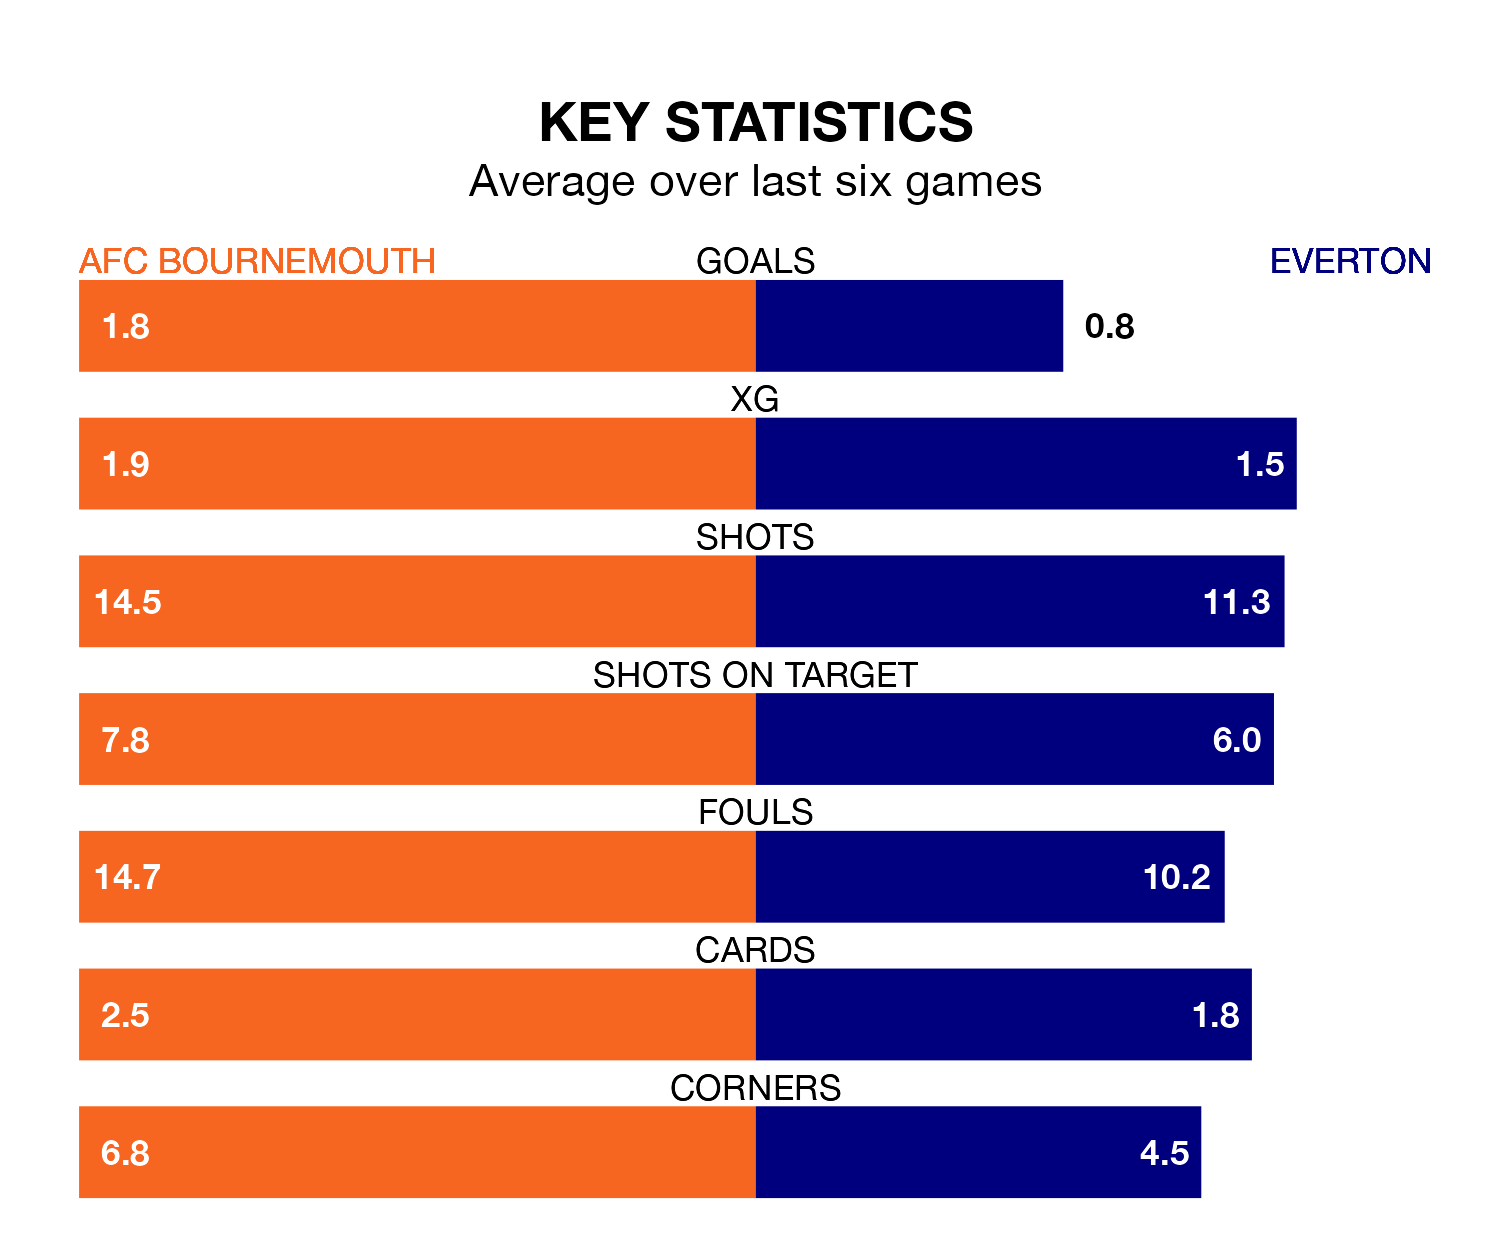 KEY STATISTICS
Average over last six games
AFC BOURNEMOUTH GOALS EVERTON
1.8 0.8
XG
1.9 1.5
SHOTS
14.5 11.3
SHOTS ON TARGET
7.8 6.0
FOULS
14.7 10.2
CARDS
2.5 1.8
CORNERS
6.8 4.5